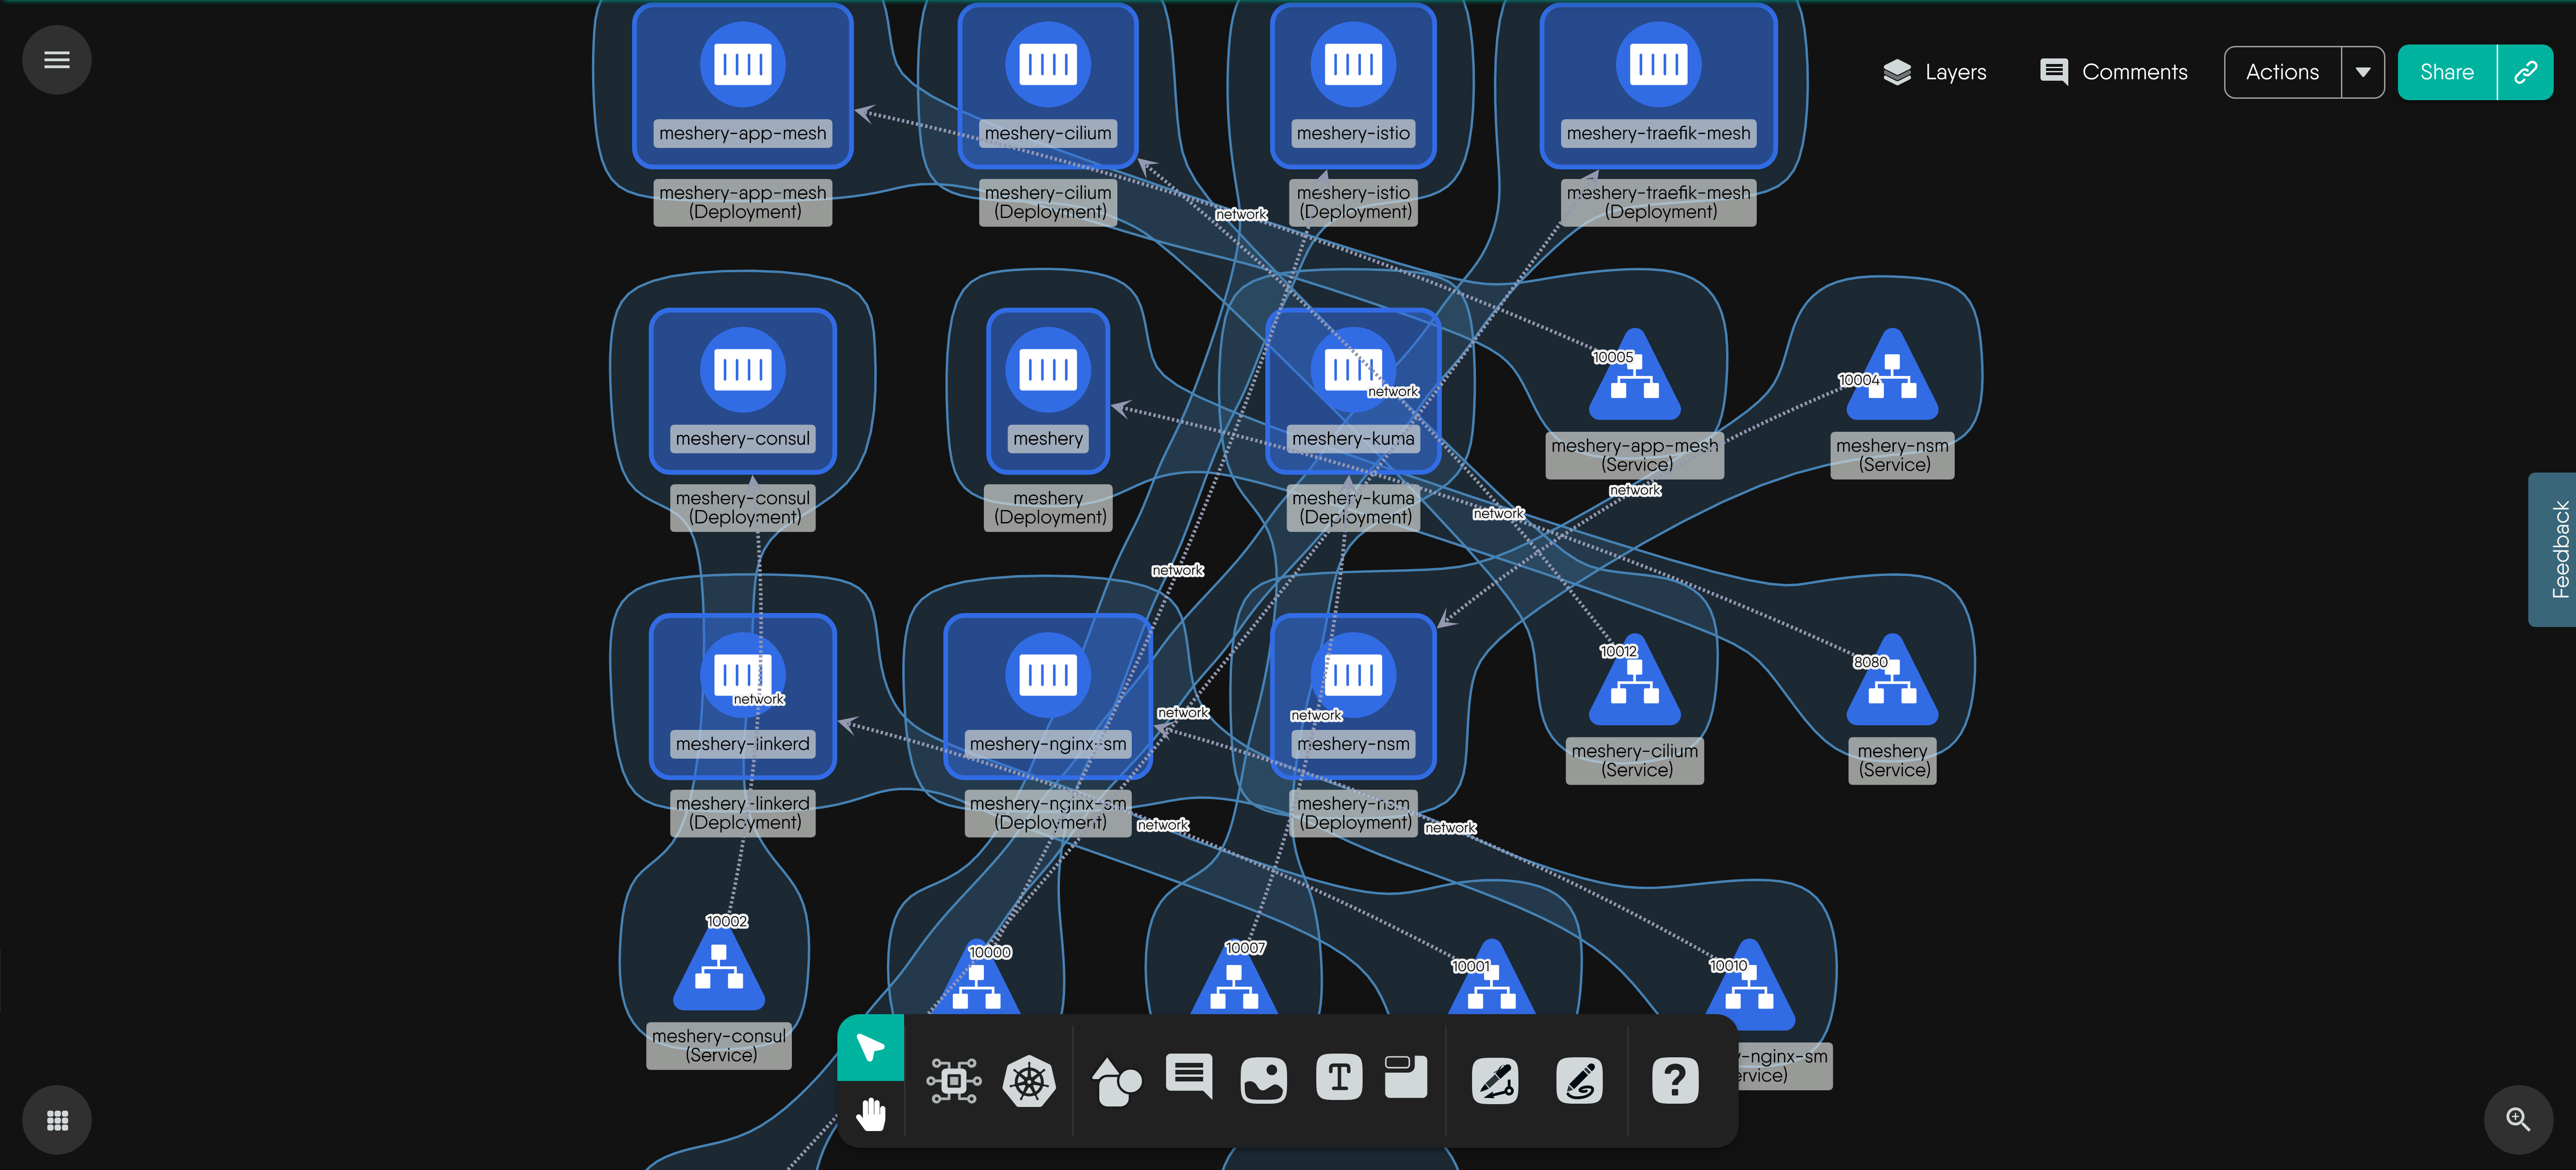 meshery-app-mesh
meshery-cilium
meshery-istio
meshery-traefik-mesh
Layers
Comments
Actions
Share
meshery-app-mesh
(Deployment)
meshery-cilium
(Deployment)
meshery-istio
(Deployment)
meshery-traefik-mesh
(Deployment)
network
10005
10004
network
meshery-consul
meshery
meshery-kuma
meshery-app-mesh
(Service)
meshery-nsm
(Service)
meshery-consul
(Deployment)
meshery
(Deployment)
meshery-kuma
(Deployment)
network
network
Feedback
network
10012
8080
network
network
network
meshery-linkerd
meshery-nginx-sm
meshery-nsm
meshery-cilium
(Service)
meshery
(Service)
meshery-linkerd
(Deployment)
meshery-nginx-sm
(Deployment)
meshery-nsm
(Deployment)
network
network
10002
10000
10007
10001
10010
meshery-consul
(Service)
-nginx-sm
ervice)
T
?